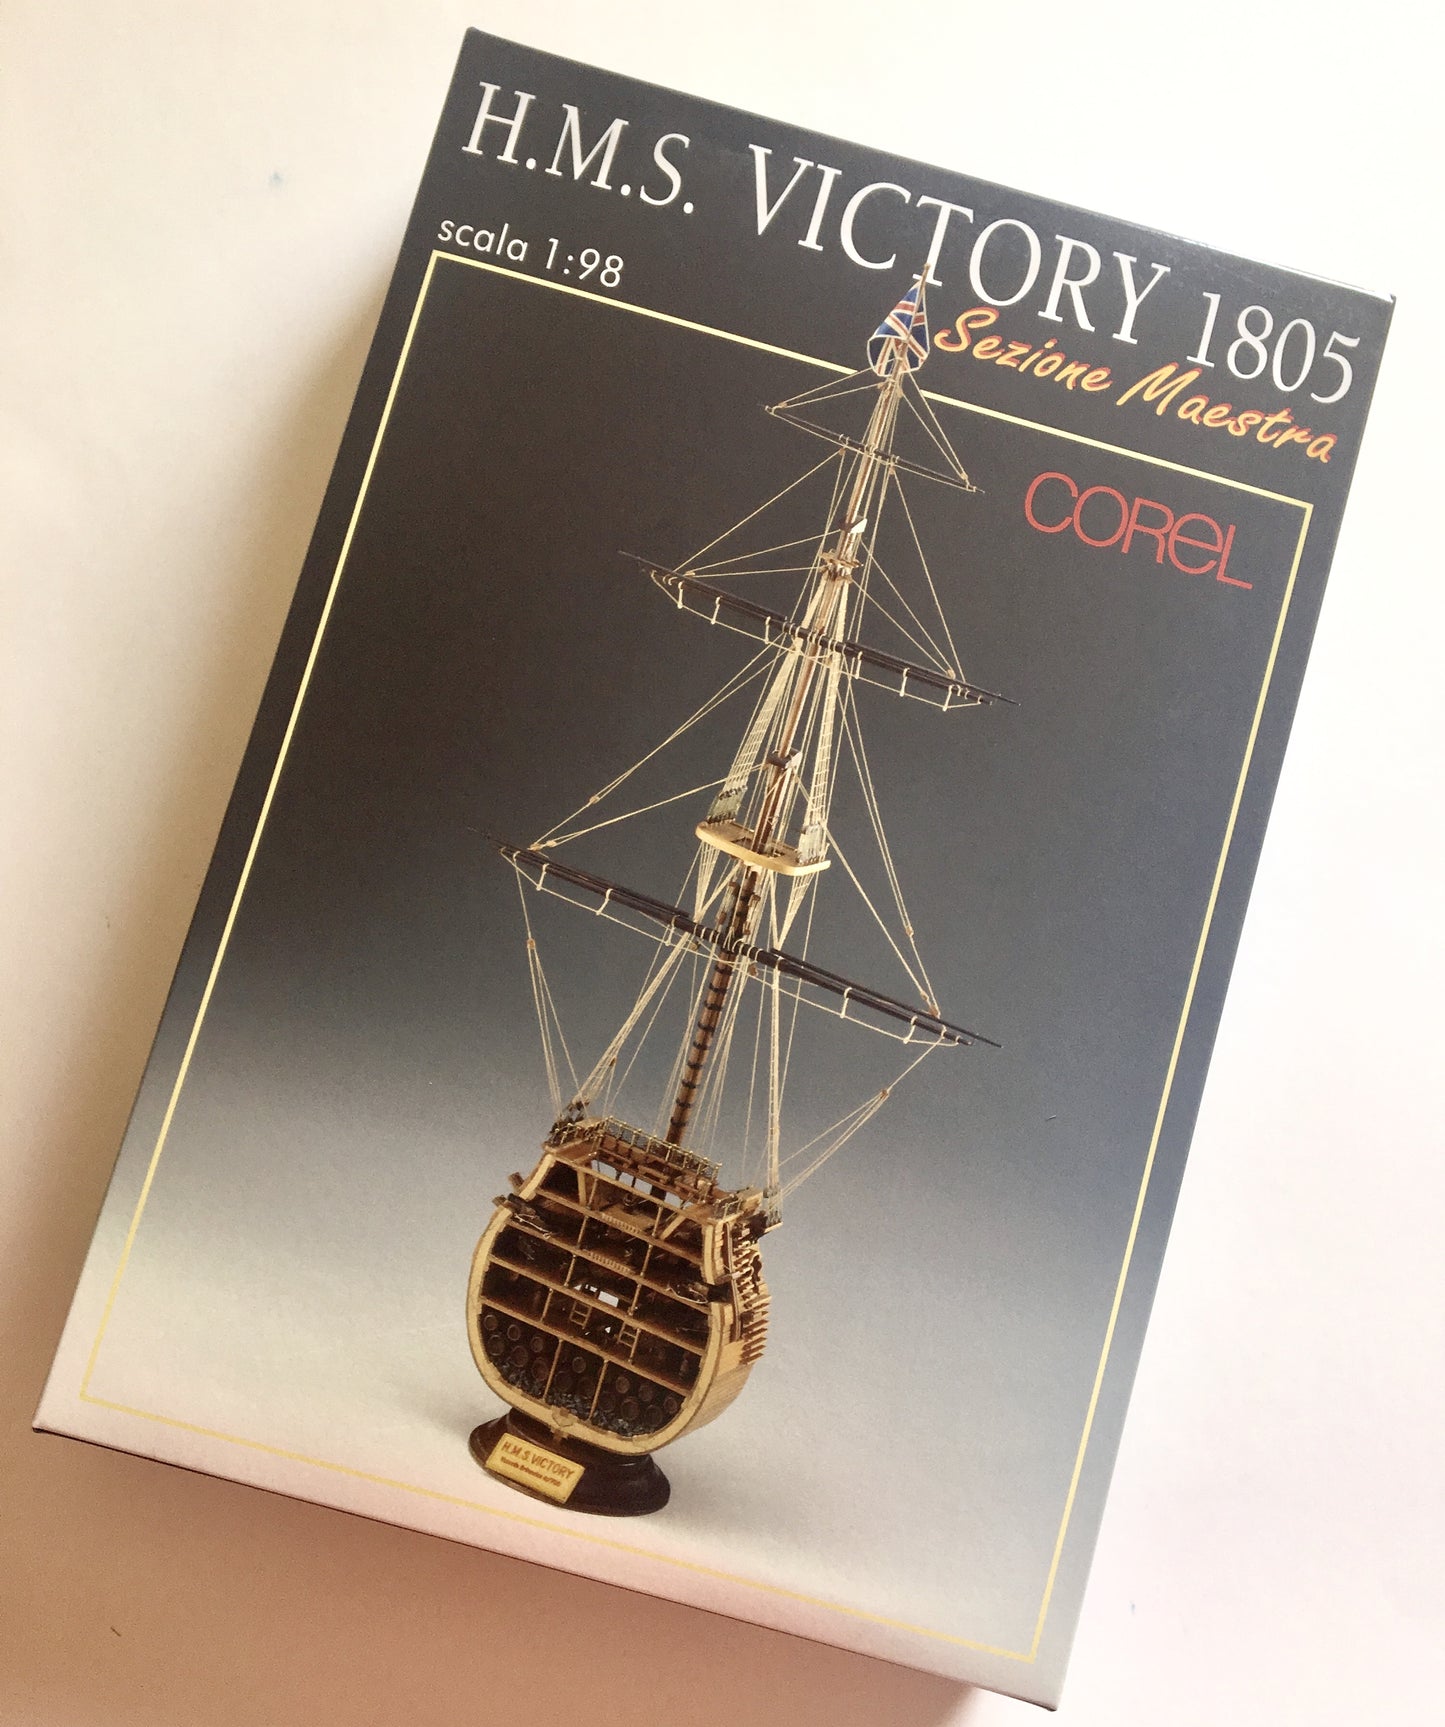 H.M.S. VICTORY 1805
scala 1:98
Sezione Maestra
COREL
H.M.S. VICTORY